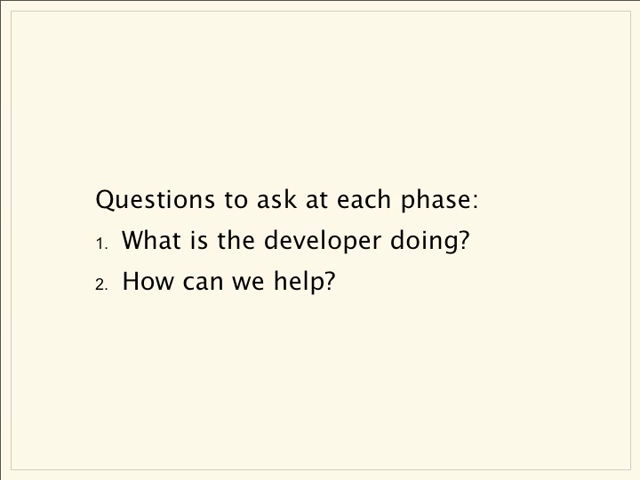 Questions to ask at each phase:
1. What is the developer doing?
2. How can we help?